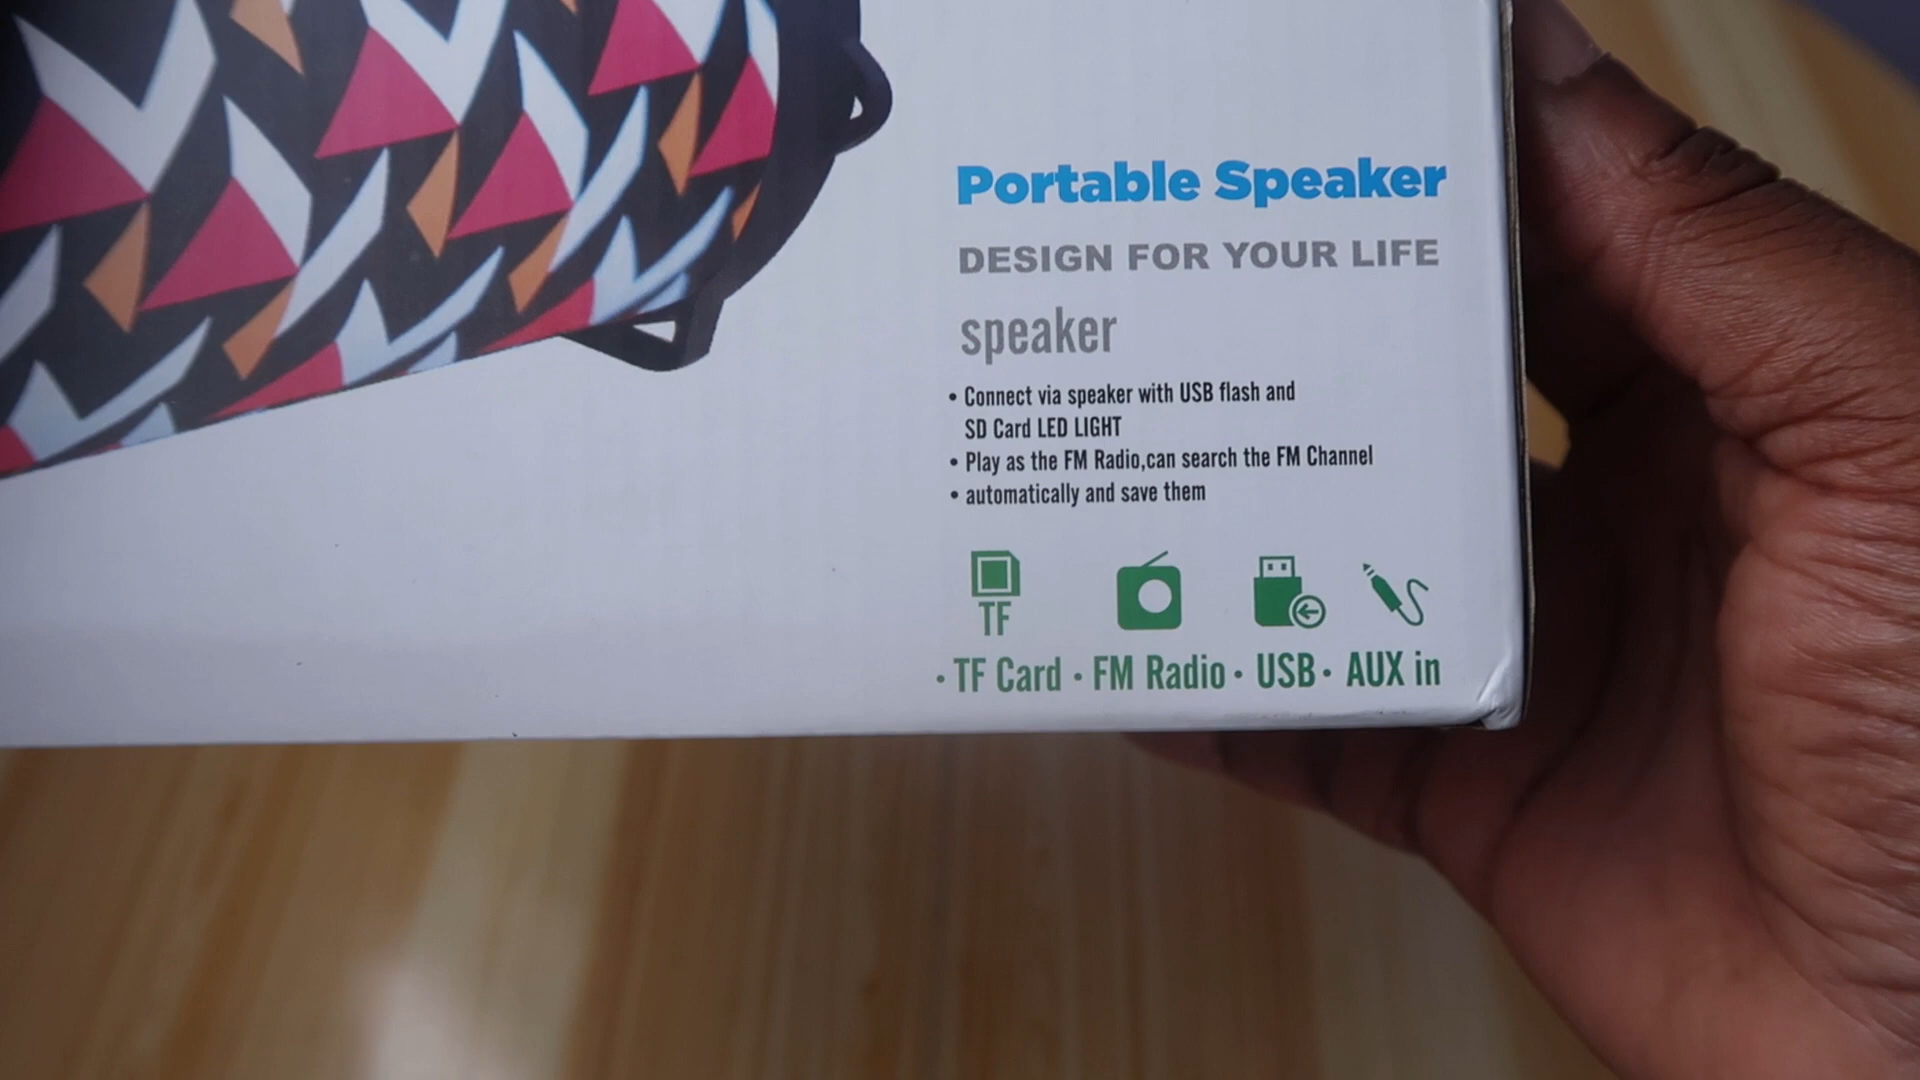 Portable Speaker
DESIGN FOR YOUR LIFE
speaker
• Connect via speaker with USB flash and
SD Card LED LIGHT
• Play as the FM Radio,can search the FM Channel
• automatically and save them
TF
· TF Card · FM Radio · USB · AUX in